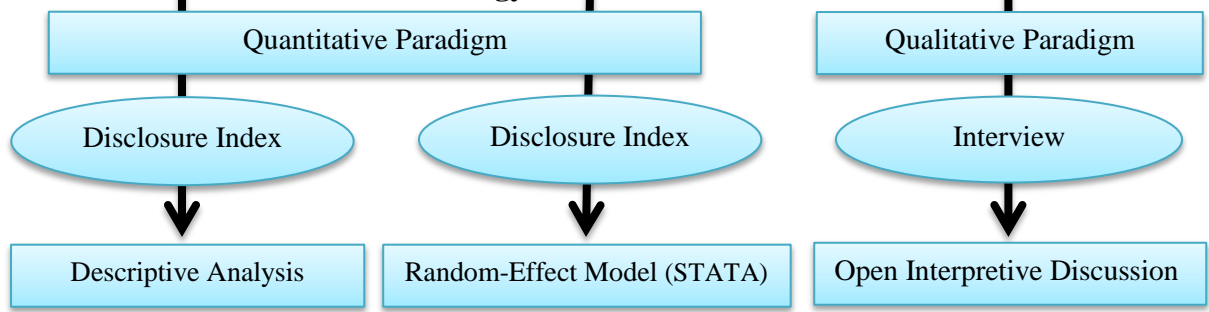 Quantitative Paradigm
Qualitative Paradigm
Disclosure Index
Disclosure Index
Interview
Descriptive Analysis
Random-Effect Model (STATA)
Open Interpretive Discussion